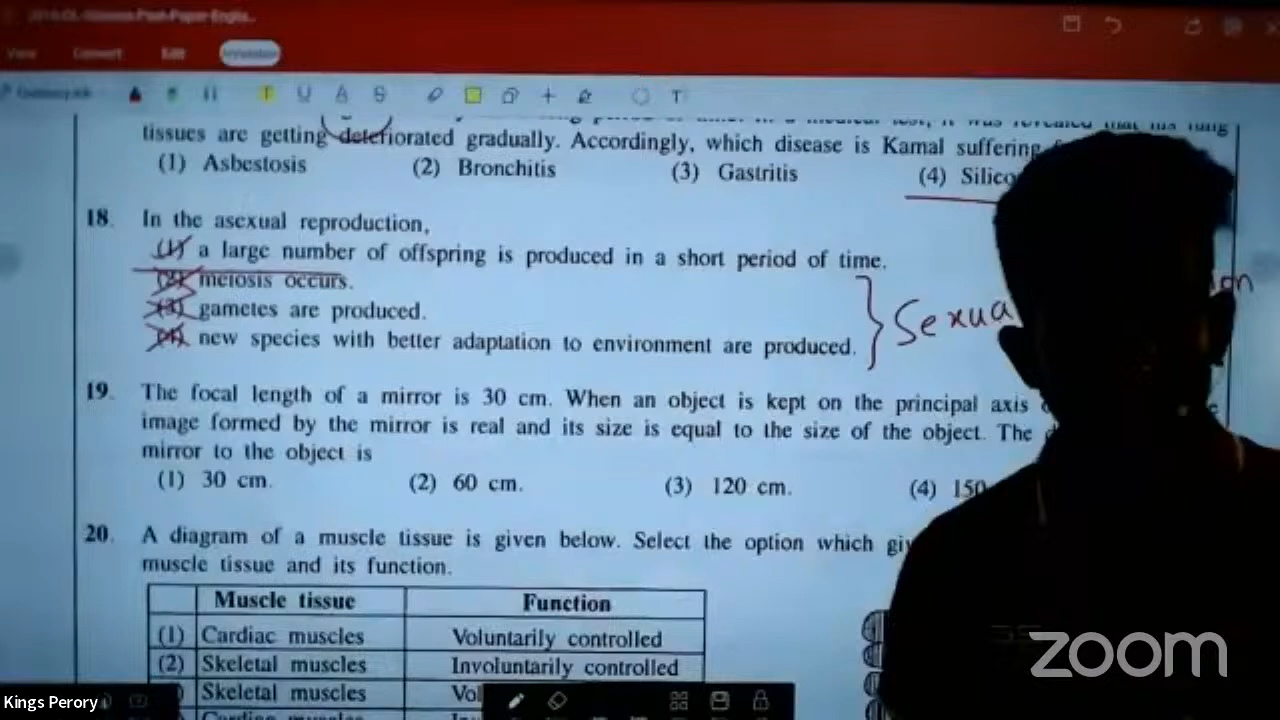 View Convert Edit
T U A S T
tissues are getting deteriorated gradually. Accordingly, which disease is Kamal suffering
(1) Asbestosis (2) Bronchitis (3) Gastritis (4) Silico
18. In the asexual reproduction,
(1) a large number of offspring is produced in a short period of time.
(2) meiosis occurs.
(3) gametes are produced.
(4) new species with better adaptation to environment are produced.
Sexua
on
19. The focal length of a mirror is 30 cm. When an object is kept on the principal axis
image formed by the mirror is real and its size is equal to the size of the object. The
mirror to the object is
(1) 30 cm. (2) 60 cm. (3) 120 cm. (4) 150
20. A diagram of a muscle tissue is given below. Select the option which giv
muscle tissue and its function.
Muscle tissue Function
(1) Cardiac muscles Voluntarily controlled
(2) Skeletal muscles Involuntarily controlled
Skeletal muscles Vol
Kings Perory
zoom